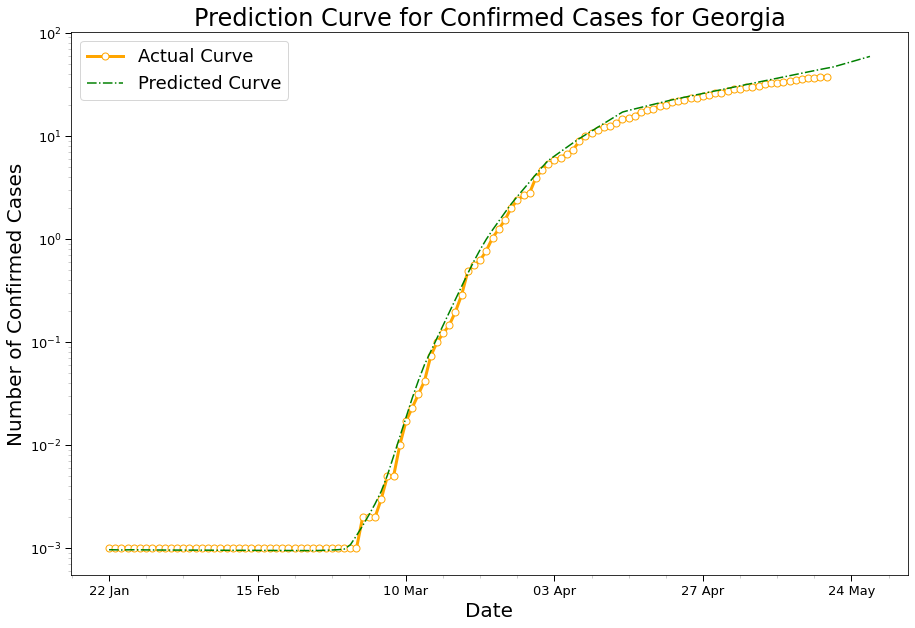 Prediction Curve for Confirmed Cases for Georgia
Actual Curve
Predicted Curve
Number of Confirmed Cases
10²
10¹
10⁰
10⁻¹
10⁻²
10⁻³
22 Jan
15 Feb
10 Mar
03 Apr
27 Apr
24 May
Date